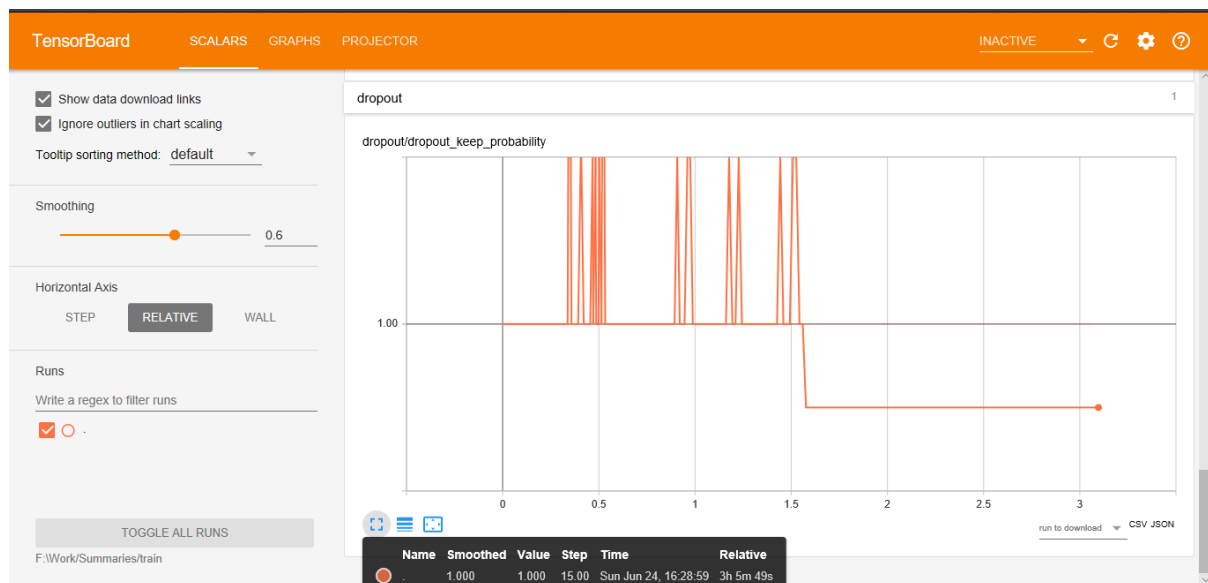 TensorBoard SCALARS GRAPHS PROJECTOR INACTIVE
Show data download links
Ignore outliers in chart scaling
Tooltip sorting method: default
Smoothing
0.6
Horizontal Axis
STEP RELATIVE WALL
Runs
Write a regex to filter runs
.
TOGGLE ALL RUNS
F:\Work/Summaries/train
dropout 1
dropout/dropout_keep_probability
1.00
0 0.5 1 1.5 2 2.5 3
run to download CSV JSON
Name Smoothed Value Step Time Relative
. 1.000 1.000 15.00 Sun Jun 24, 16:28:59 3h 5m 49s